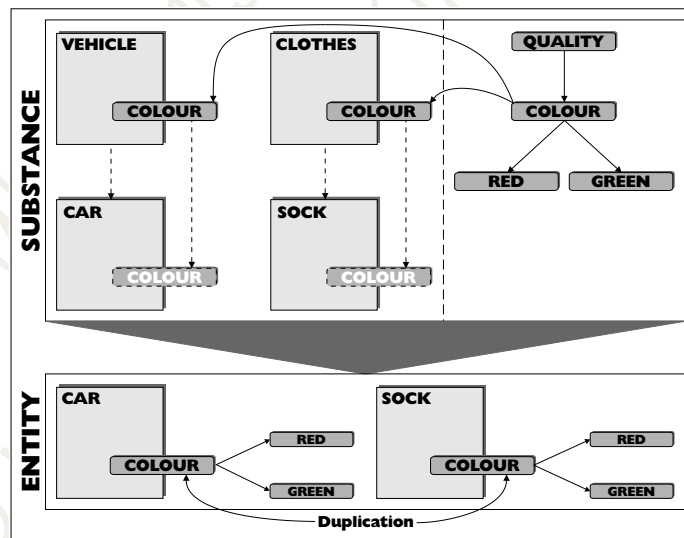 SUBSTANCE
VEHICLE
CLOTHES
QUALITY
COLOUR
COLOUR
COLOUR
RED
GREEN
CAR
SOCK
COLOUR
COLOUR
ENTITY
CAR
SOCK
RED
RED
COLOUR
COLOUR
GREEN
GREEN
Duplication